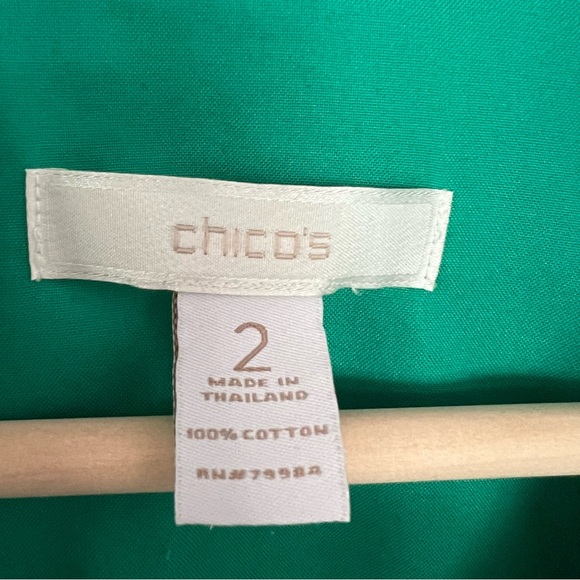 chico's
2
MADE IN
THAILAND
100% COTTON
RN#79984